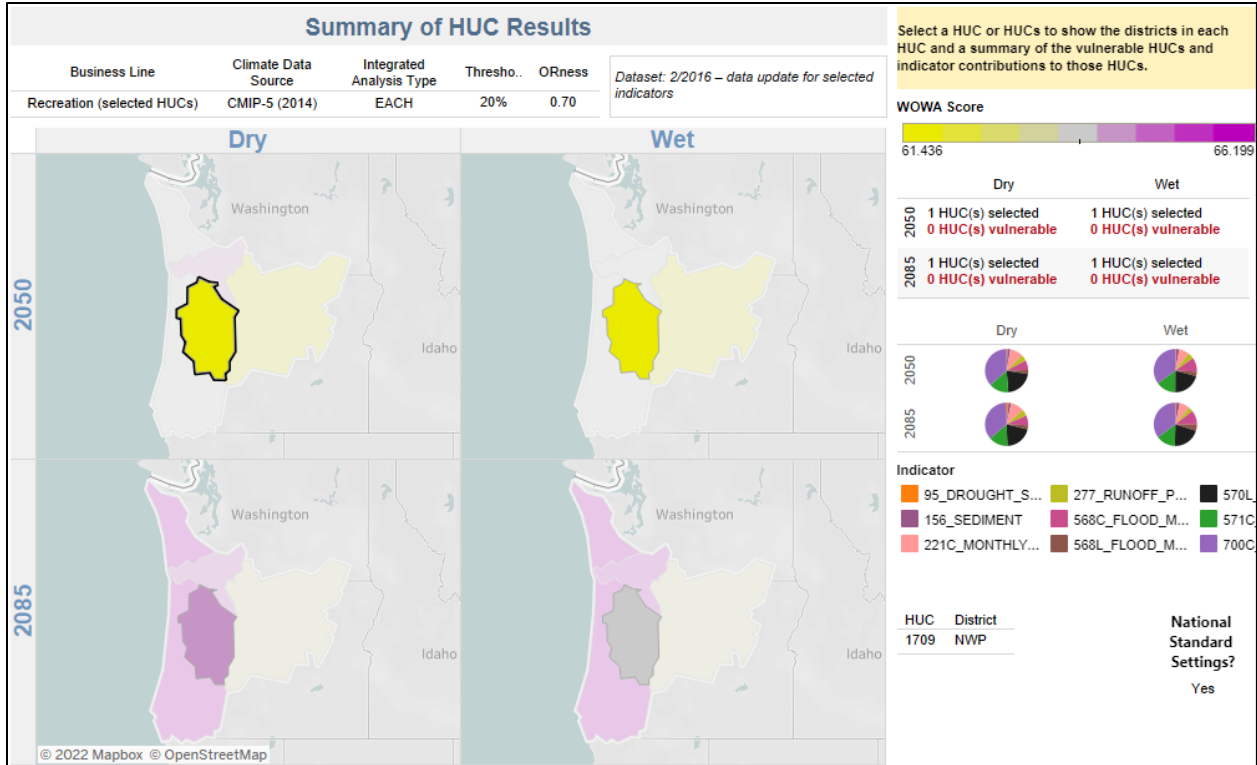 Summary of HUC Results
Business Line
Climate Data
Source
Integrated
Analysis Type
Thresho..
ORness
Recreation (selected HUCs)
CMIP-5 (2014)
EACH
20%
0.70
Dataset: 2/2016 – data update for selected
indicators
Dry
Wet
2050
Washington
Idaho
Washington
Idaho
2085
Washington
Idaho
Washington
Idaho
© 2022 Mapbox © OpenStreetMap
Select a HUC or HUCs to show the districts in each
HUC and a summary of the vulnerable HUCs and
indicator contributions to those HUCs.
WOWA Score
61.436
66.199
Dry
Wet
2050
1 HUC(s) selected
0 HUC(s) vulnerable
1 HUC(s) selected
0 HUC(s) vulnerable
2085
1 HUC(s) selected
0 HUC(s) vulnerable
1 HUC(s) selected
0 HUC(s) vulnerable
Dry
Wet
2050
2085
Indicator
95_DROUGHT_S...
277_RUNOFF_P...
570L_
156_SEDIMENT
568C_FLOOD_M...
571C_
221C_MONTHLY...
568L_FLOOD_M...
700C_
HUC
District
1709
NWP
National
Standard
Settings?
Yes